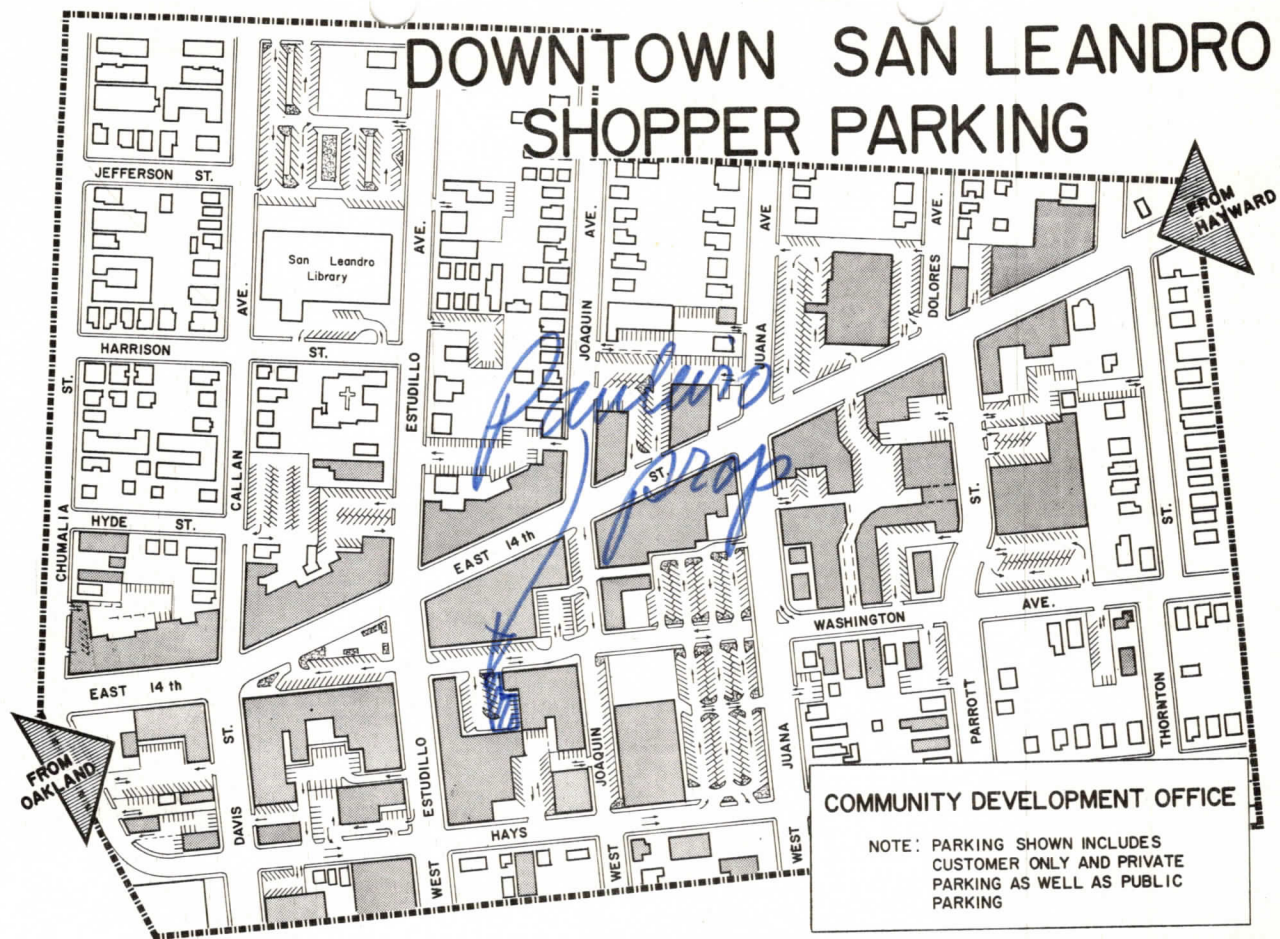 DOWNTOWN SAN LEANDRO
SHOPPER PARKING
FROM
HAYWARD
JEFFERSON ST.
AVE.
AVE.
AVE.
AVE
AVE.
San Leandro
Library
DOLORES
JOAQUIN
JUANA
HARRISON ST.
ESTUDILLO
ST.
CALLAN
prop
ST.
HYDE ST.
CHUMALIA
EAST 14th
ST.
ST.
AVE.
WASHINGTON
EAST 14th
ST.
PARROTT
THORNTON
JUANA
JOAQUIN
ESTUDILLO
DAVIS
FROM
OAKLAND
HAYS
WEST
WEST
WEST
COMMUNITY DEVELOPMENT OFFICE
NOTE: PARKING SHOWN INCLUDES
CUSTOMER ONLY AND PRIVATE
PARKING AS WELL AS PUBLIC
PARKING